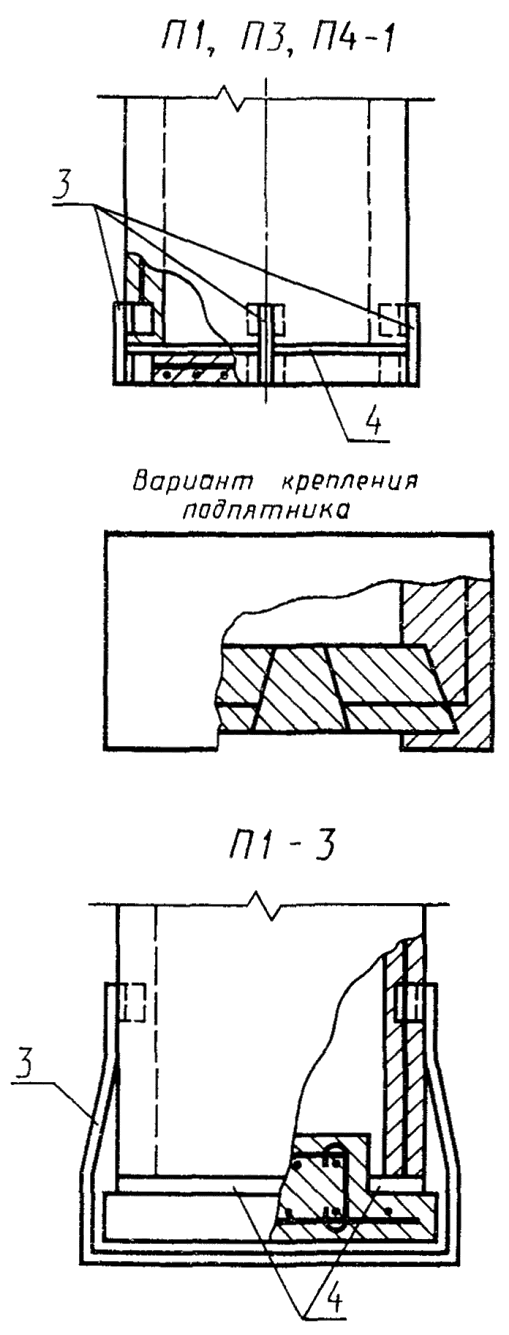 П1, П3, П4-1
3
4
Вариант крепления
подпятника
П1-3
3
4